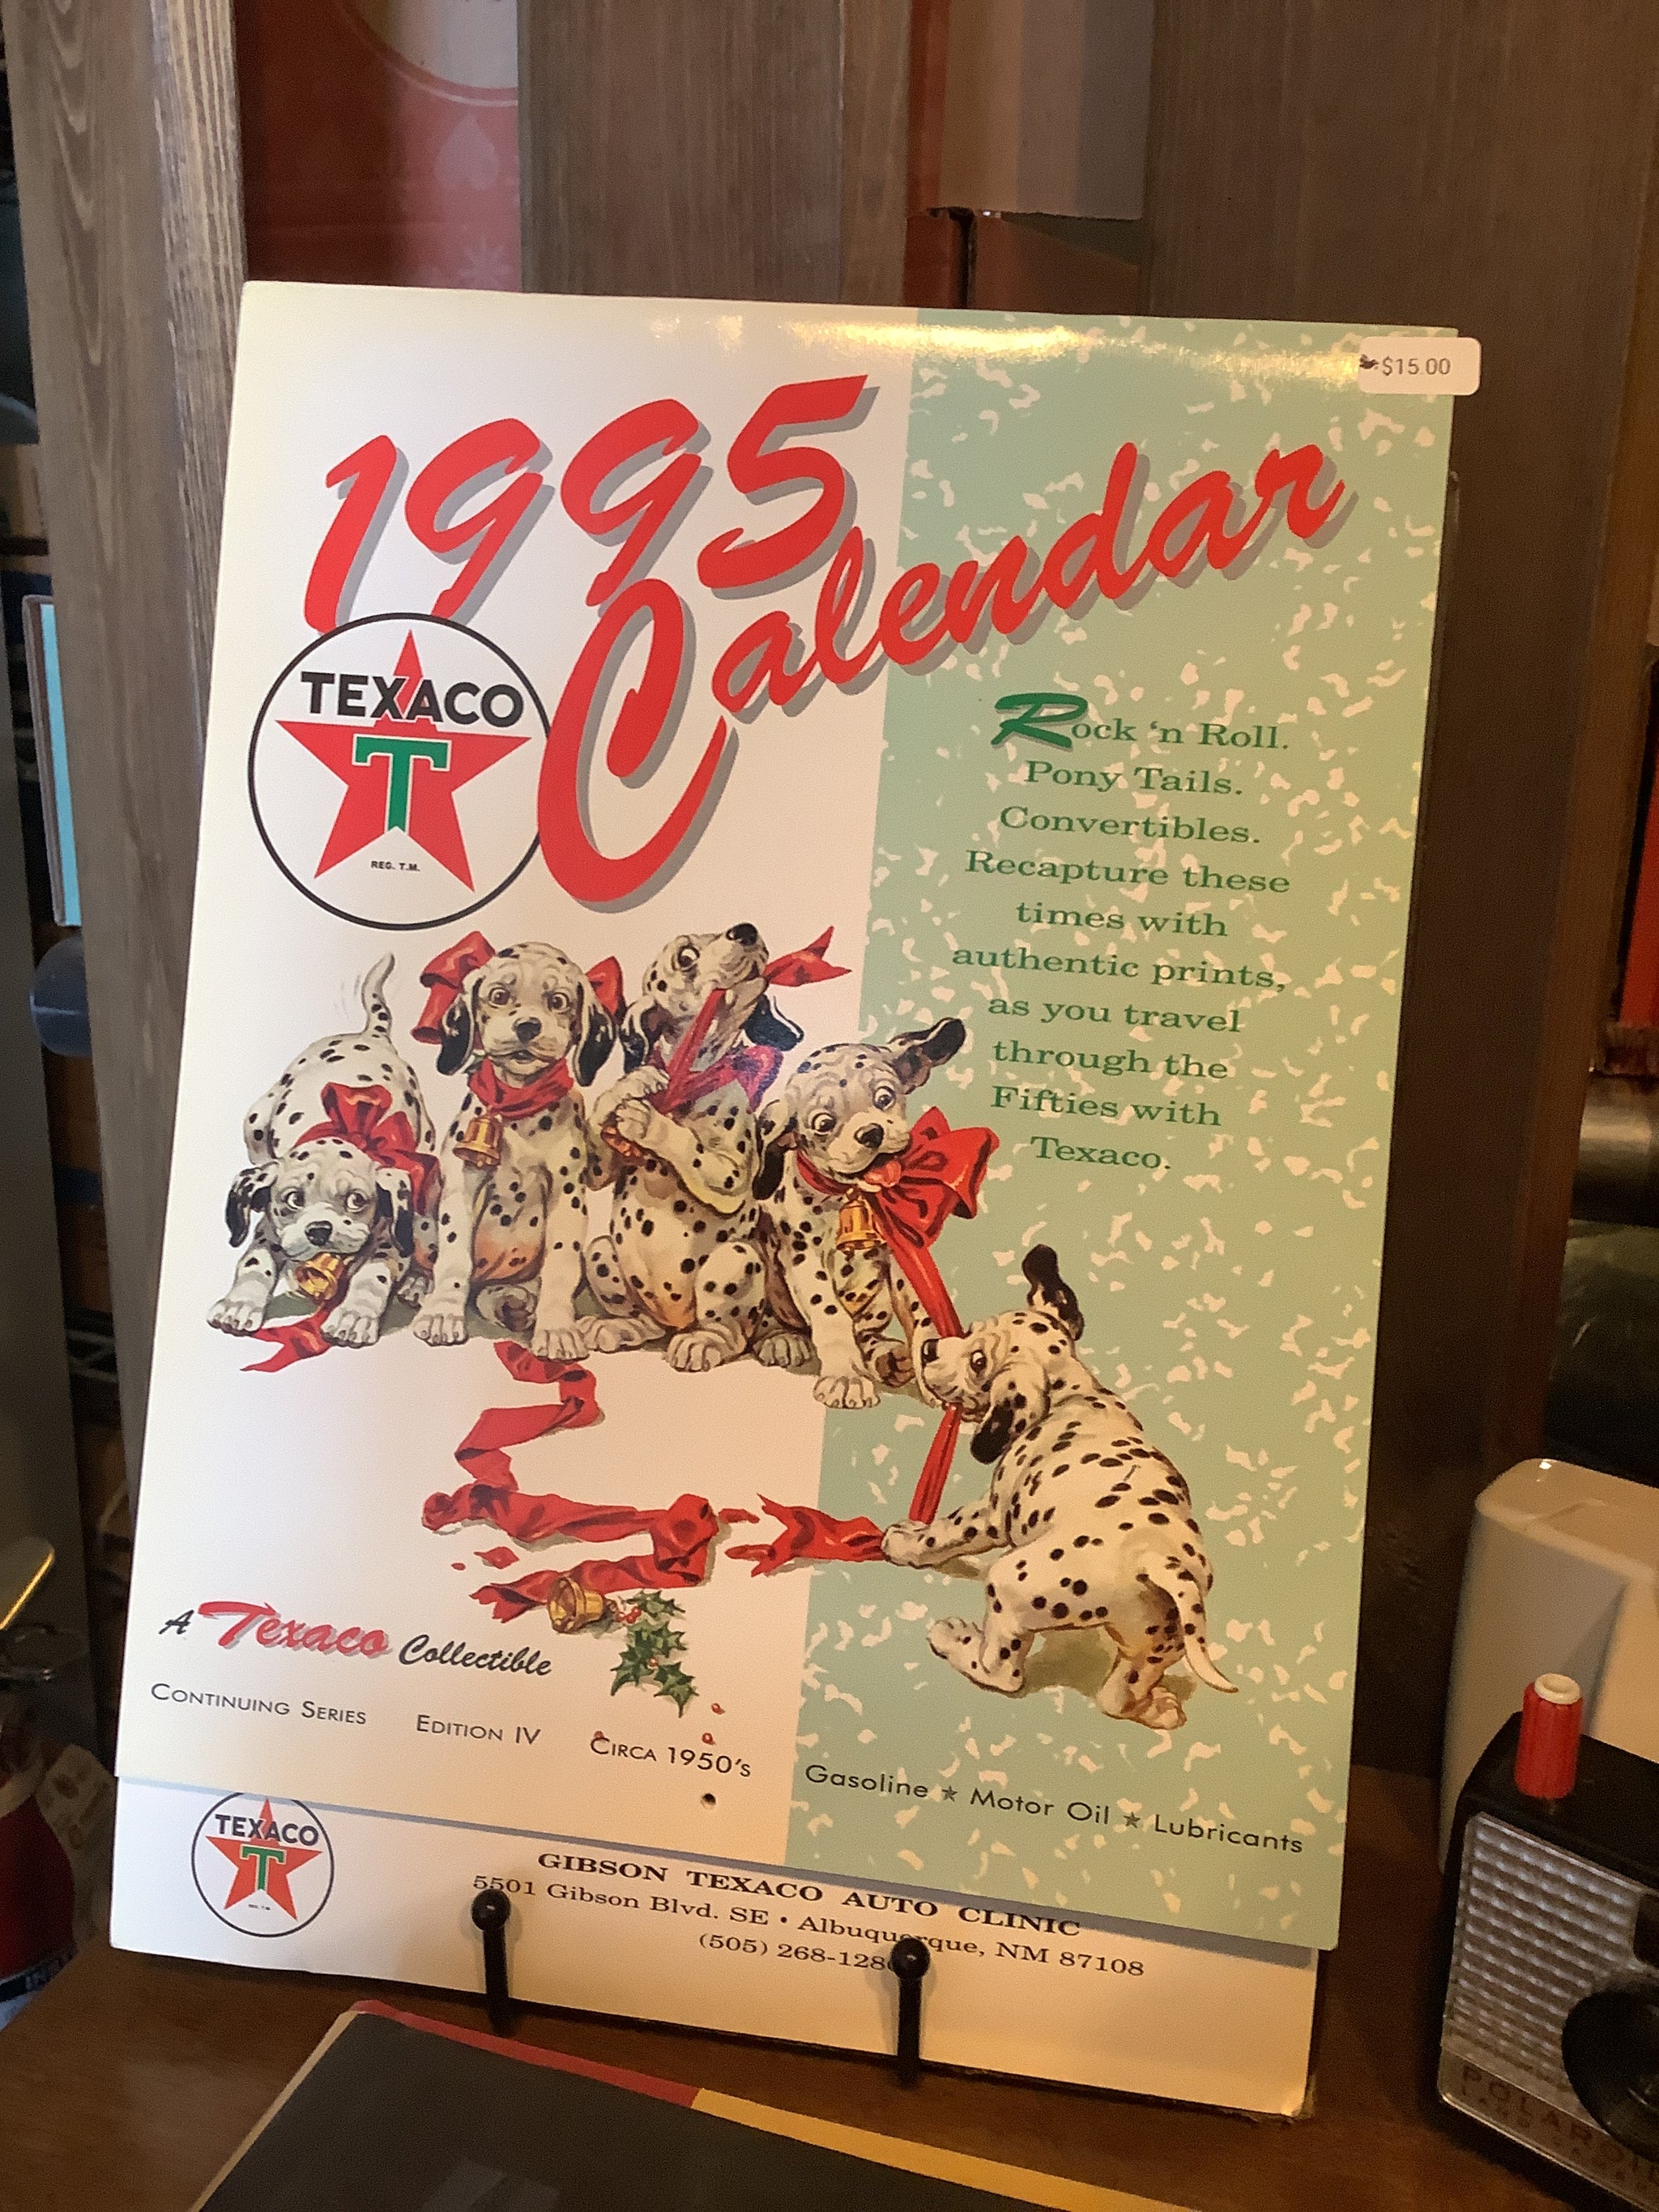 $15.00
1995
Calendar
TEXACO
T
REG. T.M.
Rock ‘n Roll.
Pony Tails.
Convertibles.
Recapture these
times with
authentic prints,
as you travel
through the
Fifties with
Texaco.
A Texaco Collectible
Continuing Series Edition IV Circa 1950's
Gasoline ★ Motor Oil ★ Lubricants
TEXACO
T
GIBSON TEXACO AUTO CLINIC
5501 Gibson Blvd. SE • Albuquerque, NM 87108
(505)
POLAROID